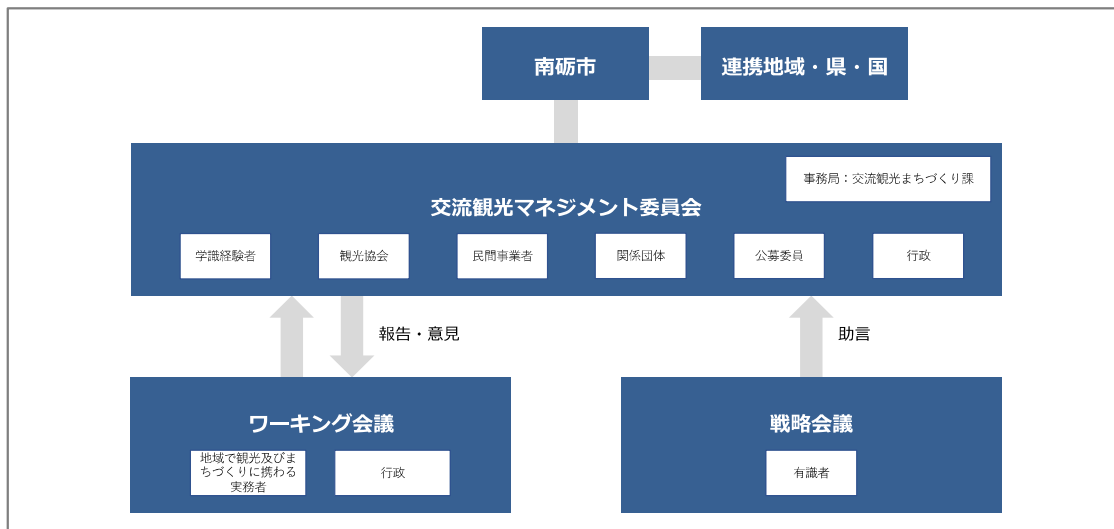 南砺市
連携地域・県・国
事務局：交流観光まちづくり課
交流観光マネジメント委員会
学識経験者
観光協会
民間事業者
関係団体
公募委員
行政
報告・意見
助言
ワーキング会議
地域で観光及びま
ちづくりに携わる
実務者
行政
戦略会議
有識者